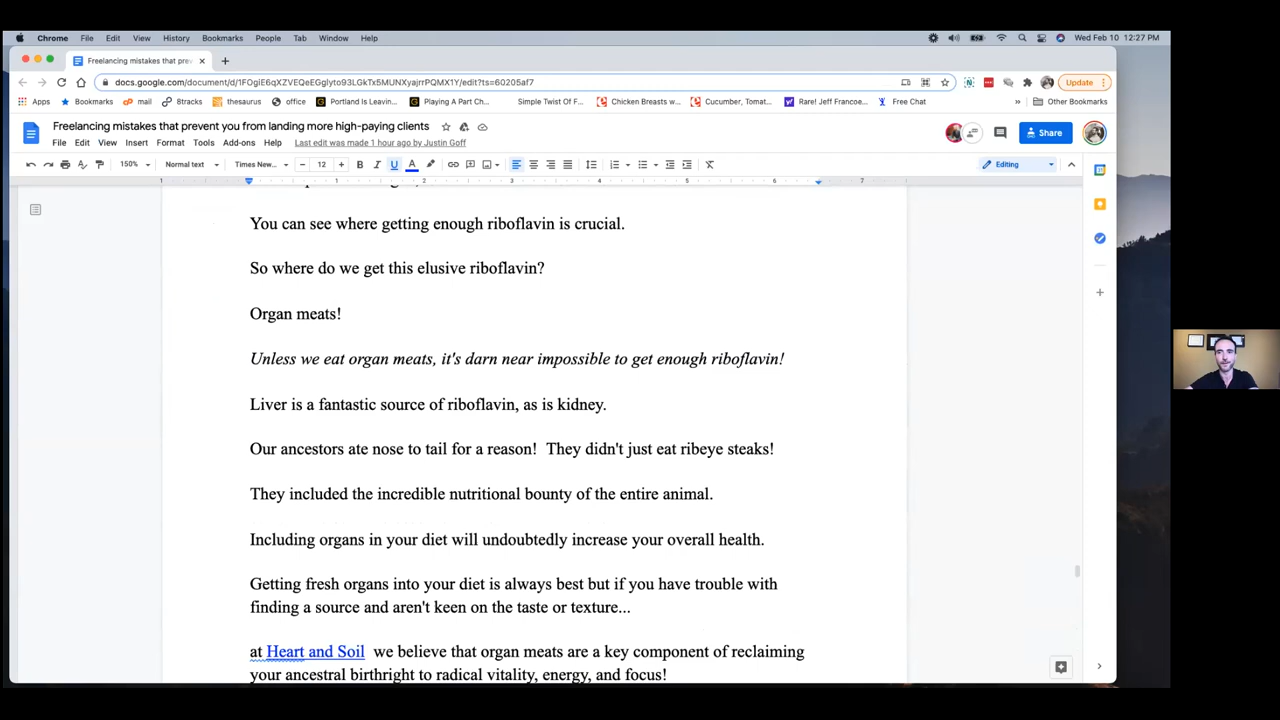 Chrome File Edit View History Bookmarks People Tab Window Help Wed Feb 10 12:27 PM
Freelancing mistakes that prev
docs.google.com/document/d/1FOgiE6qXZVEQeEGglyto93LGkTx5MUNXyajrrPQMX1Y/edit?ts=60205af7 Update
Apps Bookmarks mail Btracks thesaurus office Portland Is Leavin... Playing A Part Ch... Simple Twist Of F... Chicken Breasts w... Cucumber, Tomat... Rare! Jeff Francoe... Free Chat » Other Bookmarks
Freelancing mistakes that prevent you from landing more high-paying clients
Share
File Edit View Insert Format Tools Add-ons Help Last edit was made 1 hour ago by Justin Goff
150% Normal text Times New... 12 Editing
1 1 2 3 4 5 6 7
You can see where getting enough riboflavin is crucial.
So where do we get this elusive riboflavin?
Organ meats!
Unless we eat organ meats, it's darn near impossible to get enough riboflavin!
Liver is a fantastic source of riboflavin, as is kidney.
Our ancestors ate nose to tail for a reason!  They didn't just eat ribeye steaks!
They included the incredible nutritional bounty of the entire animal.
Including organs in your diet will undoubtedly increase your overall health.
Getting fresh organs into your diet is always best but if you have trouble with
finding a source and aren't keen on the taste or texture...
at Heart and Soil  we believe that organ meats are a key component of reclaiming
your ancestral birthright to radical vitality, energy, and focus!